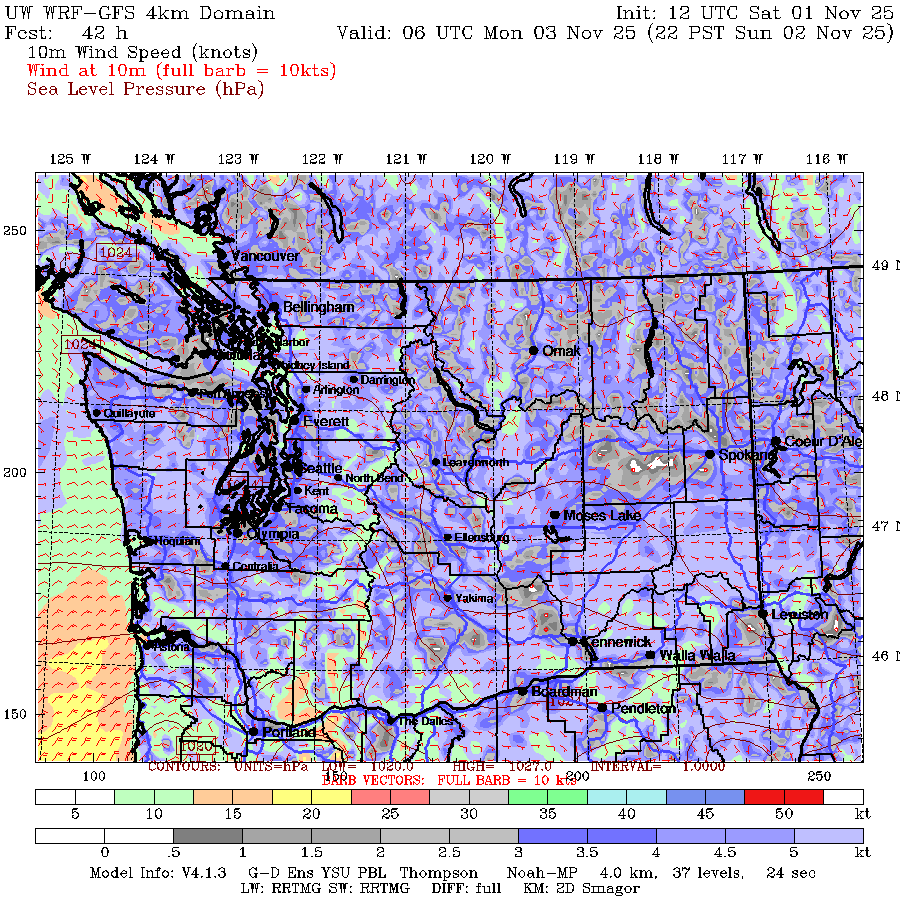 UW WRF-GFS 4km Domain Init: 12 UTC Sat 01 Nov 25
Fcst: 42 h Valid: 06 UTC Mon 03 Nov 25 (22 PST Sun 02 Nov 25)
10m Wind Speed (knots)
Wind at 10m (full barb = 10kts)
Sea Level Pressure (hPa)
125 W 124 W 123 W 122 W 121 W 120 W 119 W 118 W 117 W 116 W
250
1024
Vancouver
49 N
Bellingham
1024
Omak
Darrington
Arlington
48 N
Quillayute
Everett
Coeur D'Ale
Spokane
Leavenworth
200
Seattle
North Bend
Kent
Tacoma
Moses Lake
47 N
Olympia
Hoquiam
Ellensburg
Centralia
Yakima
Lewiston
Kennewick
Astoria
Walla Walla
46 N
Boardman
Pendleton
150
The Dalles
Portland
1020
CONTOURS: UNITS=hPa LOW= 1020.0 HIGH= 1027.0 INTERVAL= 1.0000
100 150 200 250
BARB VECTORS: FULL BARB = 10 kts
5 10 15 20 25 30 35 40 45 50 kt
0 .5 1 1.5 2 2.5 3 3.5 4 4.5 5 kt
Model Info: V4.1.3 G-D Ens YSU PBL Thompson Noah-MP 4.0 km, 37 levels, 24 sec
LW: RRTMG SW: RRTMG DIFF: full KM: 2D Smagor